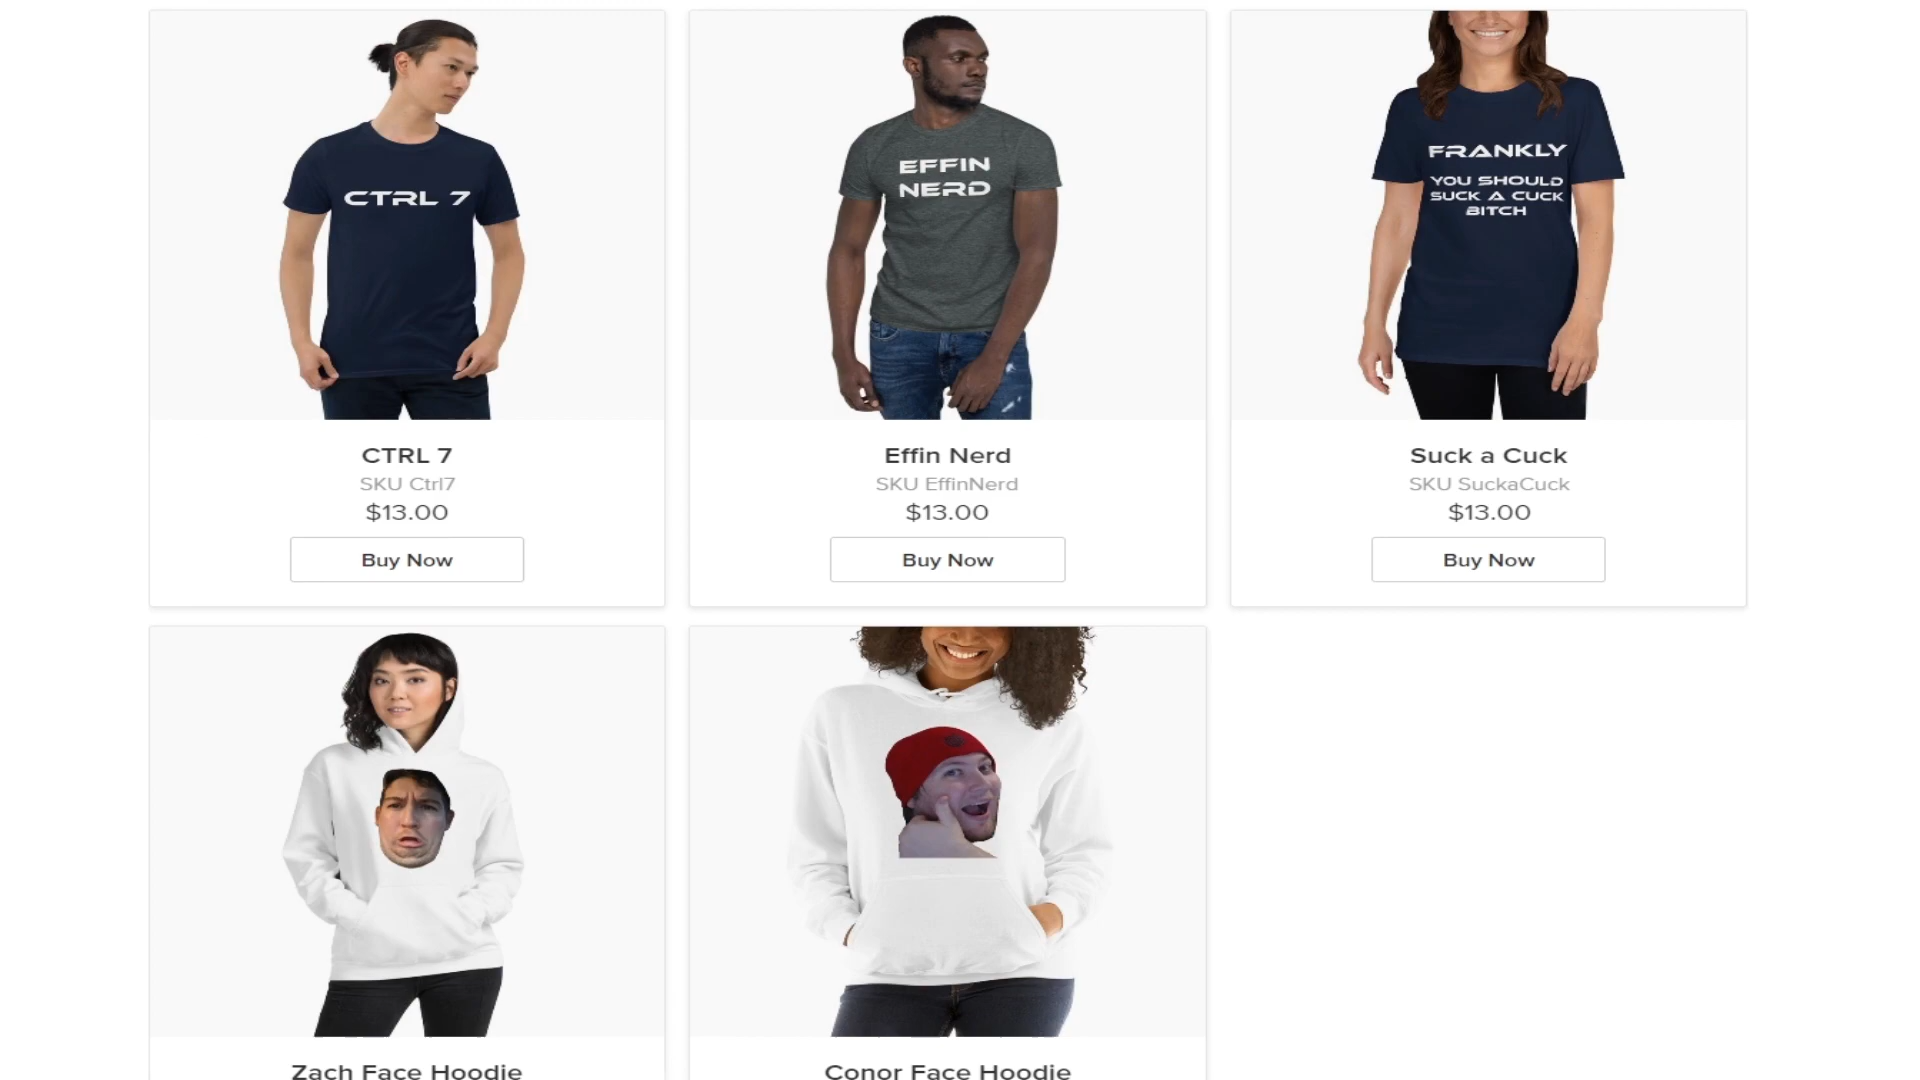 CTRL 7
EFFIN
NERD
FRANKLY
YOU SHOULD
SUCK A CUCK
BITCH
CTRL 7
SKU Ctrl7
$13.00
Buy Now
Effin Nerd
SKU EffinNerd
$13.00
Buy Now
Suck a Cuck
SKU SuckaCuck
$13.00
Buy Now
Zach Face Hoodie
Conor Face Hoodie